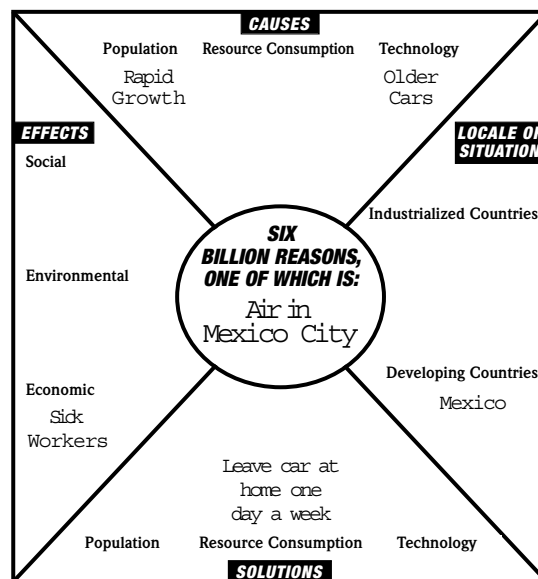 CAUSES
Population Resource Consumption Technology
Rapid
Growth
Older
Cars
EFFECTS
Social
Environmental
Economic
Sick
Workers
LOCALE OF
SITUATION
Industrialized Countries
Developing Countries
Mexico
SIX
BILLION REASONS,
ONE OF WHICH IS:
Air in
Mexico City
Leave car at
home one
day a week
Population Resource Consumption Technology
SOLUTIONS